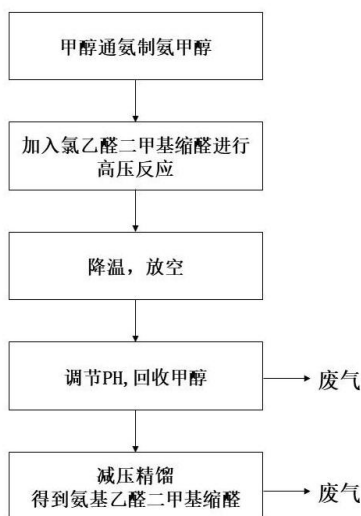 甲醇通氨制氨甲醇
加入氯乙醛二甲基缩醛进行
高压反应
降温，放空
调节PH,回收甲醇
废气
减压精馏
得到氨基乙醛二甲基缩醛
废气